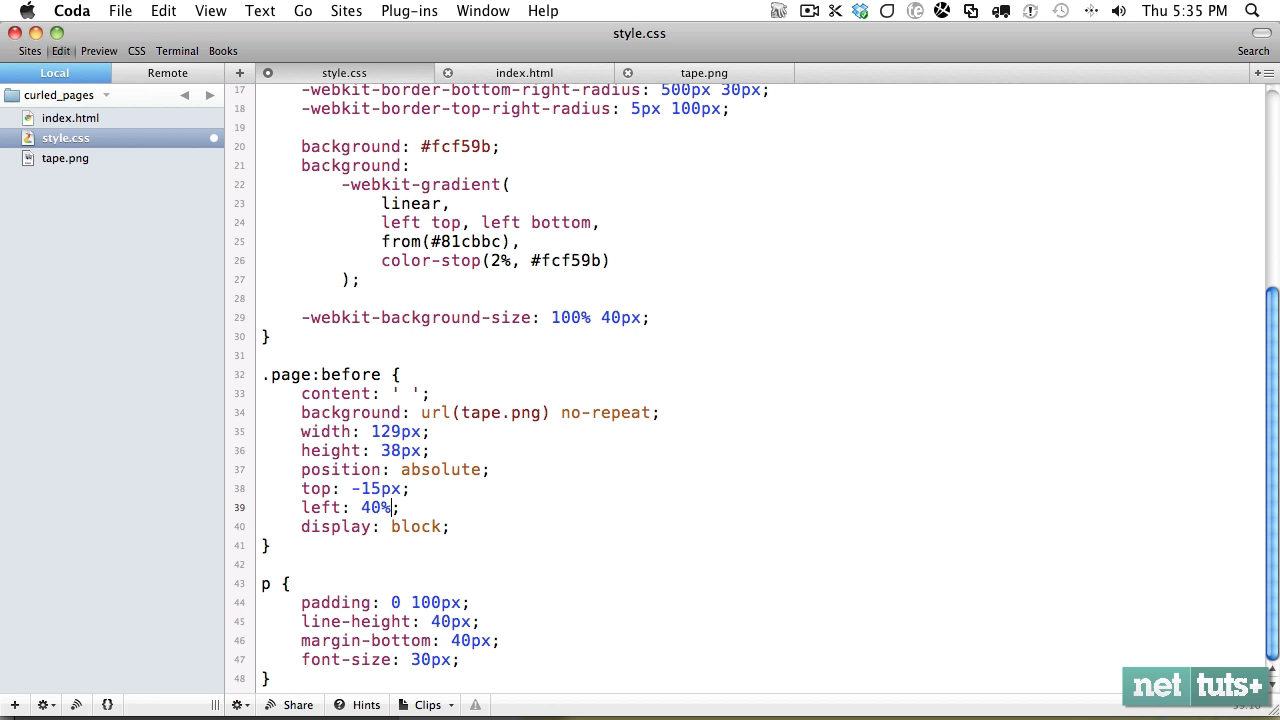 Coda File Edit View Text Go Sites Plug-ins Window Help Thu 5:35 PM
style.css
Sites Edit Preview CSS Terminal Books Search
Local Remote + style.css index.html tape.png
curled_pages
index.html
style.css
tape.png
17 -webkit-border-bottom-right-radius: 500px 30px;
18 -webkit-border-top-right-radius: 5px 100px;
19
20 background: #fcf59b;
21 background:
22 -webkit-gradient(
23 linear,
24 left top, left bottom,
25 from(#81cbbc),
26 color-stop(2%, #fcf59b)
27 );
28
29 -webkit-background-size: 100% 40px;
30 }
31
32 .page:before {
33 content: ' ';
34 background: url(tape.png) no-repeat;
35 width: 129px;
36 height: 38px;
37 position: absolute;
38 top: -15px;
39 left: 40%;
40 display: block;
41 }
42
43 p {
44 padding: 0 100px;
45 line-height: 40px;
46 margin-bottom: 40px;
47 font-size: 30px;
48 }
net tuts+
Share Hints Clips